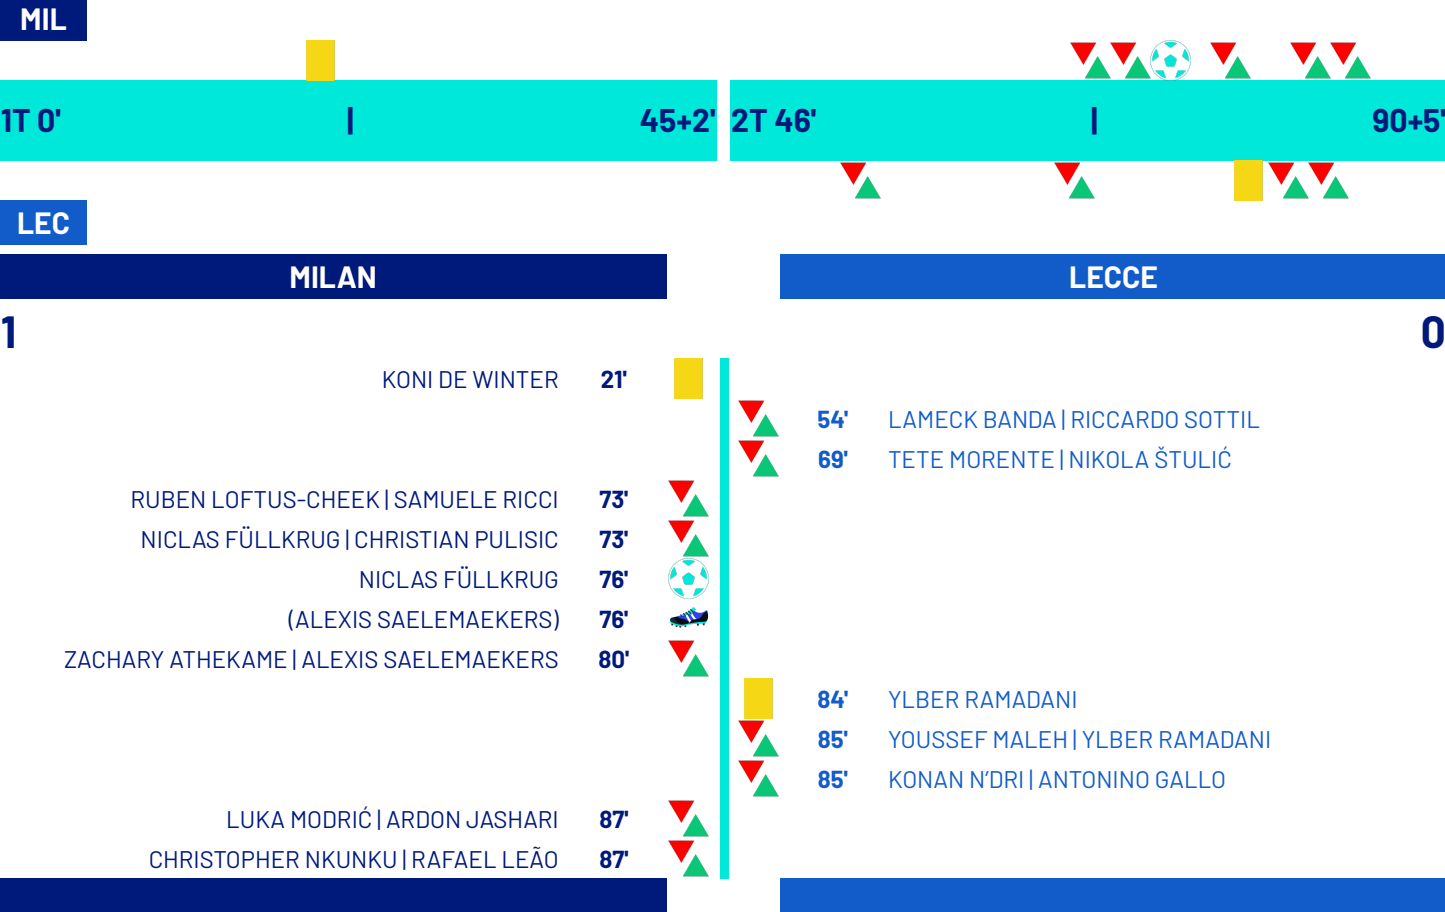 MIL
1T 0' | 45+2' 2T 46' | 90+5'
LEC
MILAN LECCE
1 0
KONI DE WINTER 21'
54' LAMECK BANDA | RICCARDO SOTTIL
69' TETE MORENTE | NIKOLA ŠTULIĆ
RUBEN LOFTUS-CHEEK | SAMUELE RICCI 73'
NICLAS FÜLLKRUG | CHRISTIAN PULISIC 73'
NICLAS FÜLLKRUG 76'
(ALEXIS SAELEMAEKERS) 76'
ZACHARY ATHEKAME | ALEXIS SAELEMAEKERS 80'
84' YLBER RAMADANI
85' YOUSSEF MALEH | YLBER RAMADANI
85' KONAN N’DRI | ANTONINO GALLO
LUKA MODRIĆ | ARDON JASHARI 87'
CHRISTOPHER NKUNKU | RAFAEL LEÃO 87'